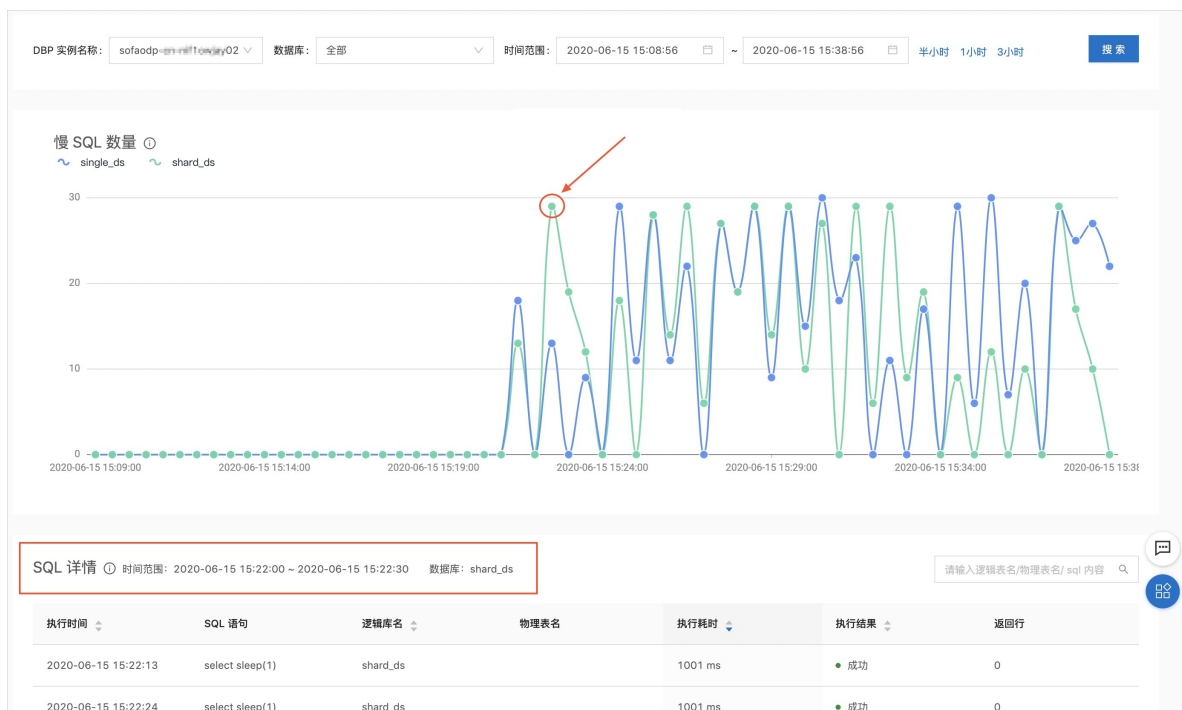 DBP 实例名称： sofaodp- 02 数据库： 全部 时间范围： 2020-06-15 15:08:56 ~ 2020-06-15 15:38:56 半小时 1小时 3小时 搜 索
慢 SQL 数量
single_ds shard_ds
30
20
10
0
2020-06-15 15:09:00 2020-06-15 15:14:00 2020-06-15 15:19:00 2020-06-15 15:24:00 2020-06-15 15:29:00 2020-06-15 15:34:00 2020-06-15 15:38
SQL 详情 时间范围： 2020-06-15 15:22:00 ~ 2020-06-15 15:22:30 数据库： shard_ds 请输入逻辑表名/物理表名/ sql 内容
执行时间 SQL 语句 逻辑库名 物理表名 执行耗时 执行结果 返回行
2020-06-15 15:22:13 select sleep(1) shard_ds 1001 ms 成功 0
2020-06-15 15:22:24 select sleep(1) shard_ds 1001 ms 成功 0